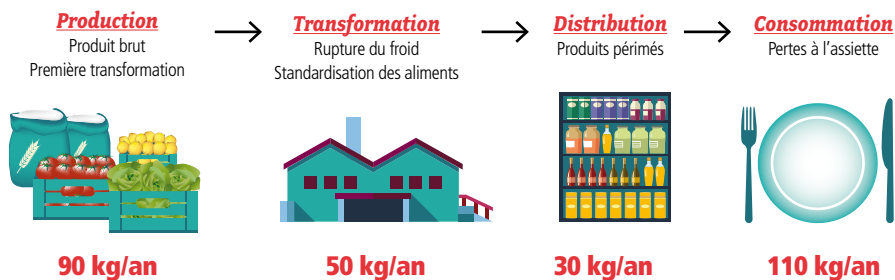 Production
Produit brut
Première transformation
90 kg/an
Transformation
Rupture du froid
Standardisation des aliments
50 kg/an
Distribution
Produits périmés
30 kg/an
Consommation
Pertes à l'assiette
110 kg/an